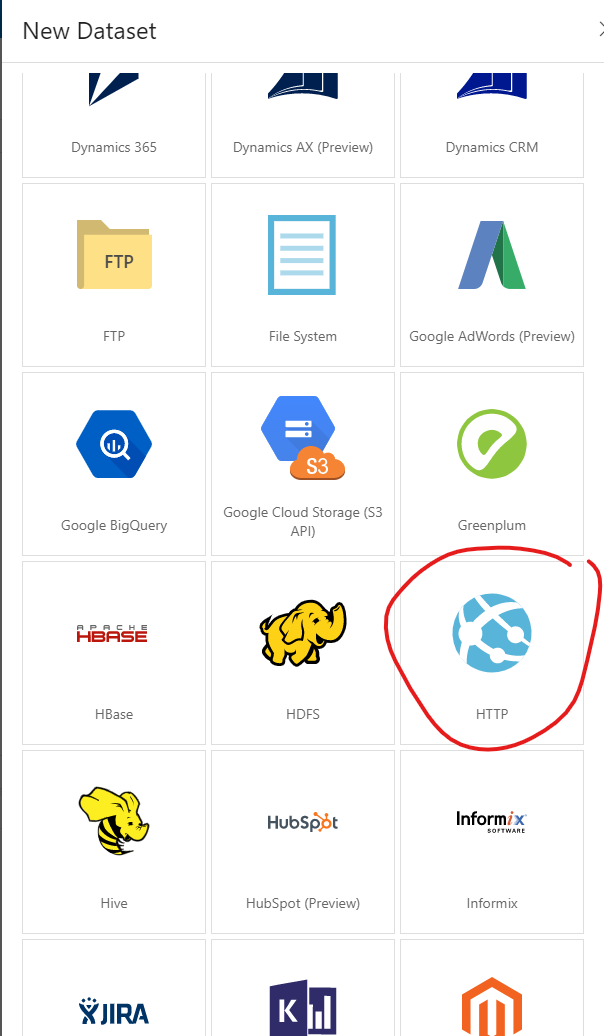 New Dataset
Dynamics 365
Dynamics AX (Preview)
Dynamics CRM
FTP
FTP
File System
Google AdWords (Preview)
S3
Google BigQuery
Google Cloud Storage (S3
API)
Greenplum
APACHE
HBASE
HBase
HDFS
HTTP
HubSpot
Informix
SOFTWARE
Hive
HubSpot (Preview)
Informix
JIRA
K